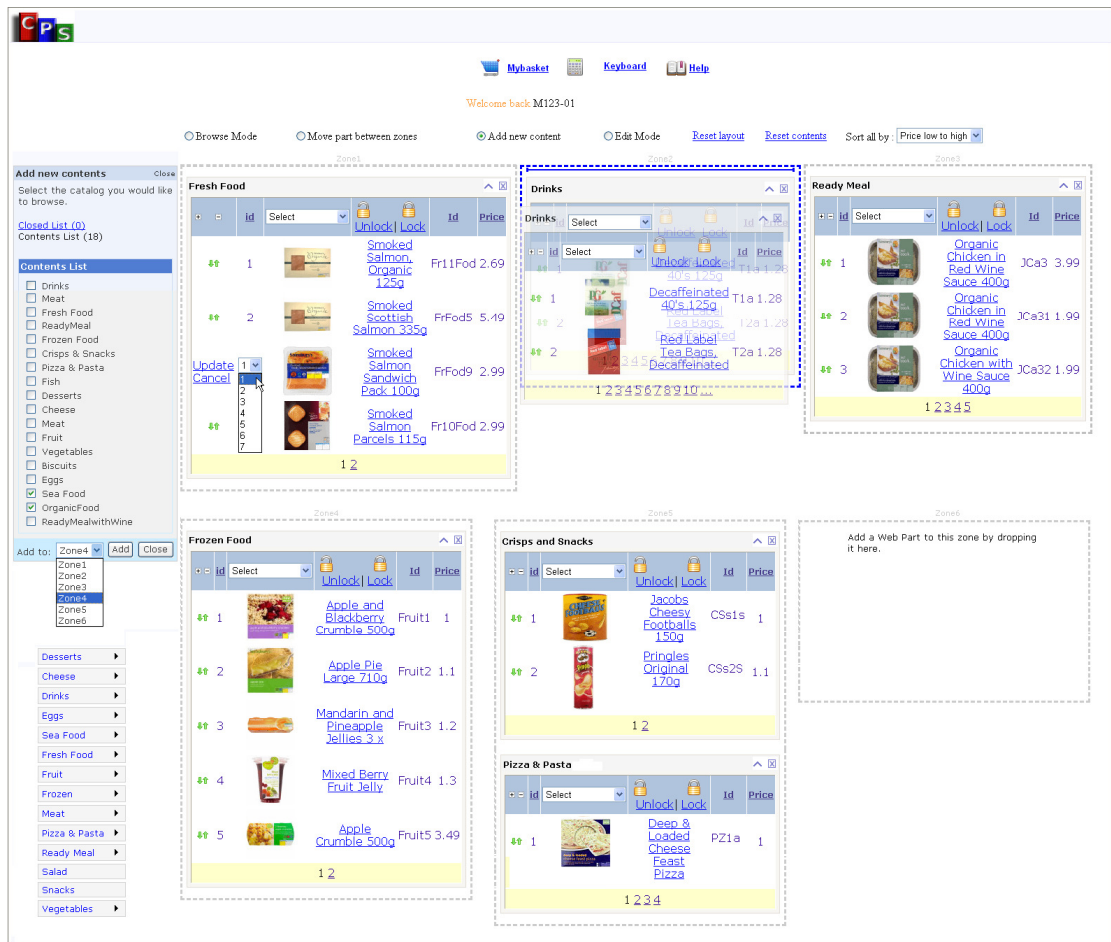 CPS
Mybasket Keyboard Help
Welcome back M123-01
Browse Mode Move part between zones Add new content Edit Mode Reset layout Reset contents Sort all by : Price low to high
Add new contents Close
Select the catalog you would like
to browse.
Closed List (0)
Contents List (18)
Contents List
Drinks
Meat
Fresh Food
ReadyMeal
Frozen Food
Crisps & Snacks
Pizza & Pasta
Fish
Desserts
Cheese
Meat
Fruit
Vegetables
Biscuits
Eggs
Sea Food
OrganicFood
ReadyMealwithWine
Add to: Zone4 Add Close
Zone1
Zone2
Zone3
Zone4
Zone5
Zone6
Desserts
Cheese
Drinks
Eggs
Sea Food
Fresh Food
Fruit
Frozen
Meat
Pizza & Pasta
Ready Meal
Salad
Snacks
Vegetables
Zone1
Fresh Food
id Select Unlock| Lock Id Price
1 Smoked
Salmon,
Organic
125g Fr11Fod 2.69
2 Smoked
Scottish
Salmon 335g FrFod5 5.49
Update Cancel 1
1
2
3
4
5
6
7
Smoked
Salmon
Sandwich
Pack 100g FrFod9 2.99
Smoked
Salmon
Parcels 115g Fr10Fod 2.99
1 2
Zone2
Drinks
Select Unlock| Lock Id Price
Drinks
id Select Unlock Lock Id Price
1 Decaffeinated
40's 125g T1a 1.28
2 Red Label
Tea Bags,
Decaffeinated T2a 1.28
1 2 3 4 5 6 7 8 9 10 ...
Zone3
Ready Meal
id Select Unlock| Lock Id Price
1 Organic
Chicken in
Red Wine
Sauce 400g JCa3 3.99
2 Organic
Chicken in
Red Wine
Sauce 400g JCa31 1.99
3 Organic
Chicken with
Wine Sauce
400g JCa32 1.99
1 2 3 4 5
Zone4
Frozen Food
id Select Unlock| Lock Id Price
1 Apple and
Blackberry
Crumble 500g Fruit1 1
2 Apple Pie
Large 710g Fruit2 1.1
3 Mandarin and
Pineapple
Jellies 3 x Fruit3 1.2
4 Mixed Berry
Fruit Jelly Fruit4 1.3
5 Apple
Crumble 500g Fruit5 3.49
1 2
Zone5
Crisps and Snacks
id Select Unlock| Lock Id Price
1 Jacobs
Cheesy
Footballs
150g CSs1s 1
2 Pringles
Original
170g CSs2S 1.1
1 2
Pizza & Pasta
id Select Unlock| Lock Id Price
1 Deep &
Loaded
Cheese
Feast
Pizza PZ1a 1
1 2 3 4
Zone6
Add a Web Part to this zone by dropping
it here.